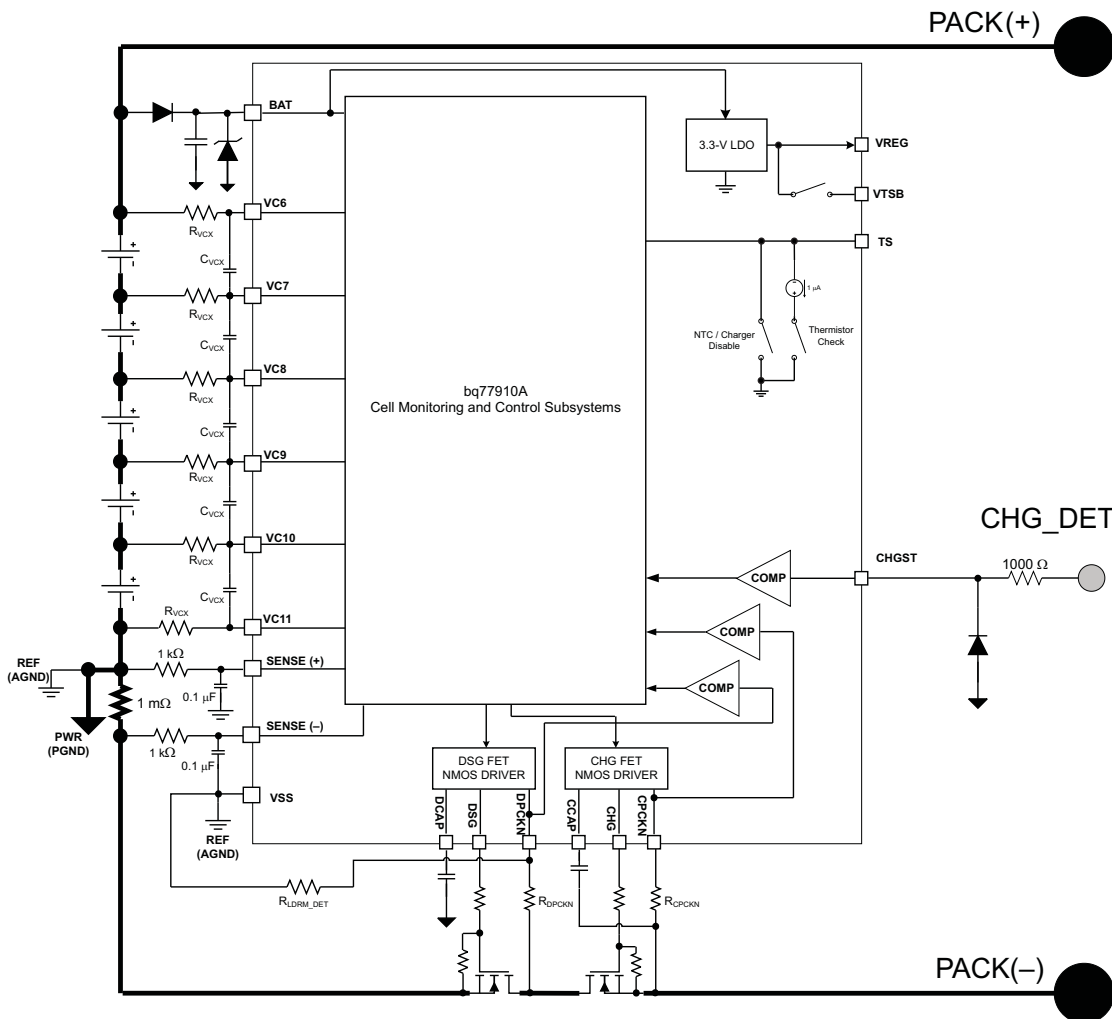 PACK(+)
BAT
3.3-V LDO
VREG
VTSB
VC6
RVCX
TS
+
-
CVCX
1 µA
VC7
RVCX
+
-
CVCX
NTC / Charger
Disable
Thermistor
Check
VC8
RVCX
bq77910A
Cell Monitoring and Control Subsystems
+
-
CVCX
VC9
RVCX
+
-
CVCX
CHG_DET
VC10
RVCX
CHGST
1000 Ω
COMP
+
-
CVCX
RVCX
VC11
COMP
REF
(AGND)
1 kΩ
SENSE (+)
0.1 µF
COMP
1 mΩ
PWR
(PGND)
1 kΩ
SENSE (–)
0.1 µF
DSG FET
NMOS DRIVER
CHG FET
NMOS DRIVER
VSS
DCAP
DSG
DPCKN
CCAP
CHG
CPCKN
REF
(AGND)
RLDRM_DET
RDPCKN
RCPCKN
PACK(–)